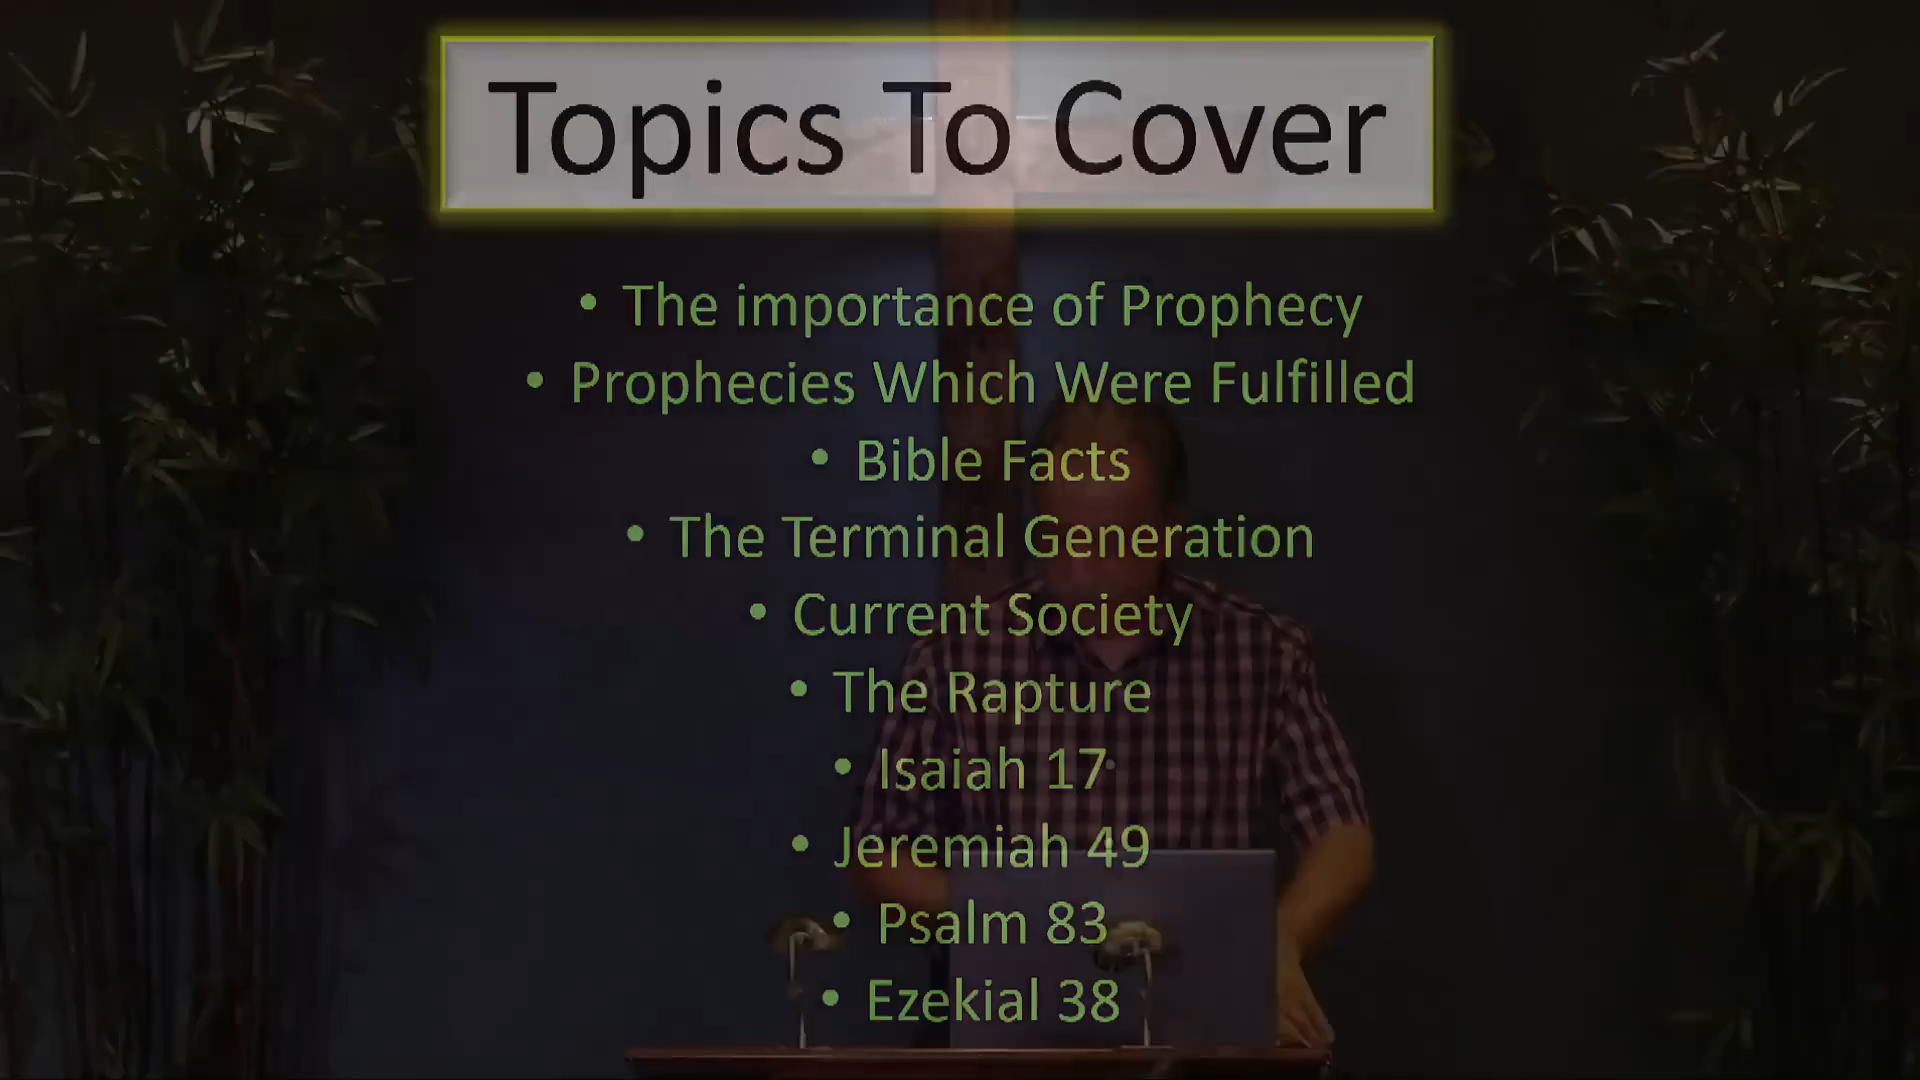 Topics To Cover
• The importance of Prophecy
• Prophecies Which Were Fulfilled
• Bible Facts
• The Terminal Generation
• Current Society
• The Rapture
• Isaiah 17
• Jeremiah 49
• Psalm 83
• Ezekial 38